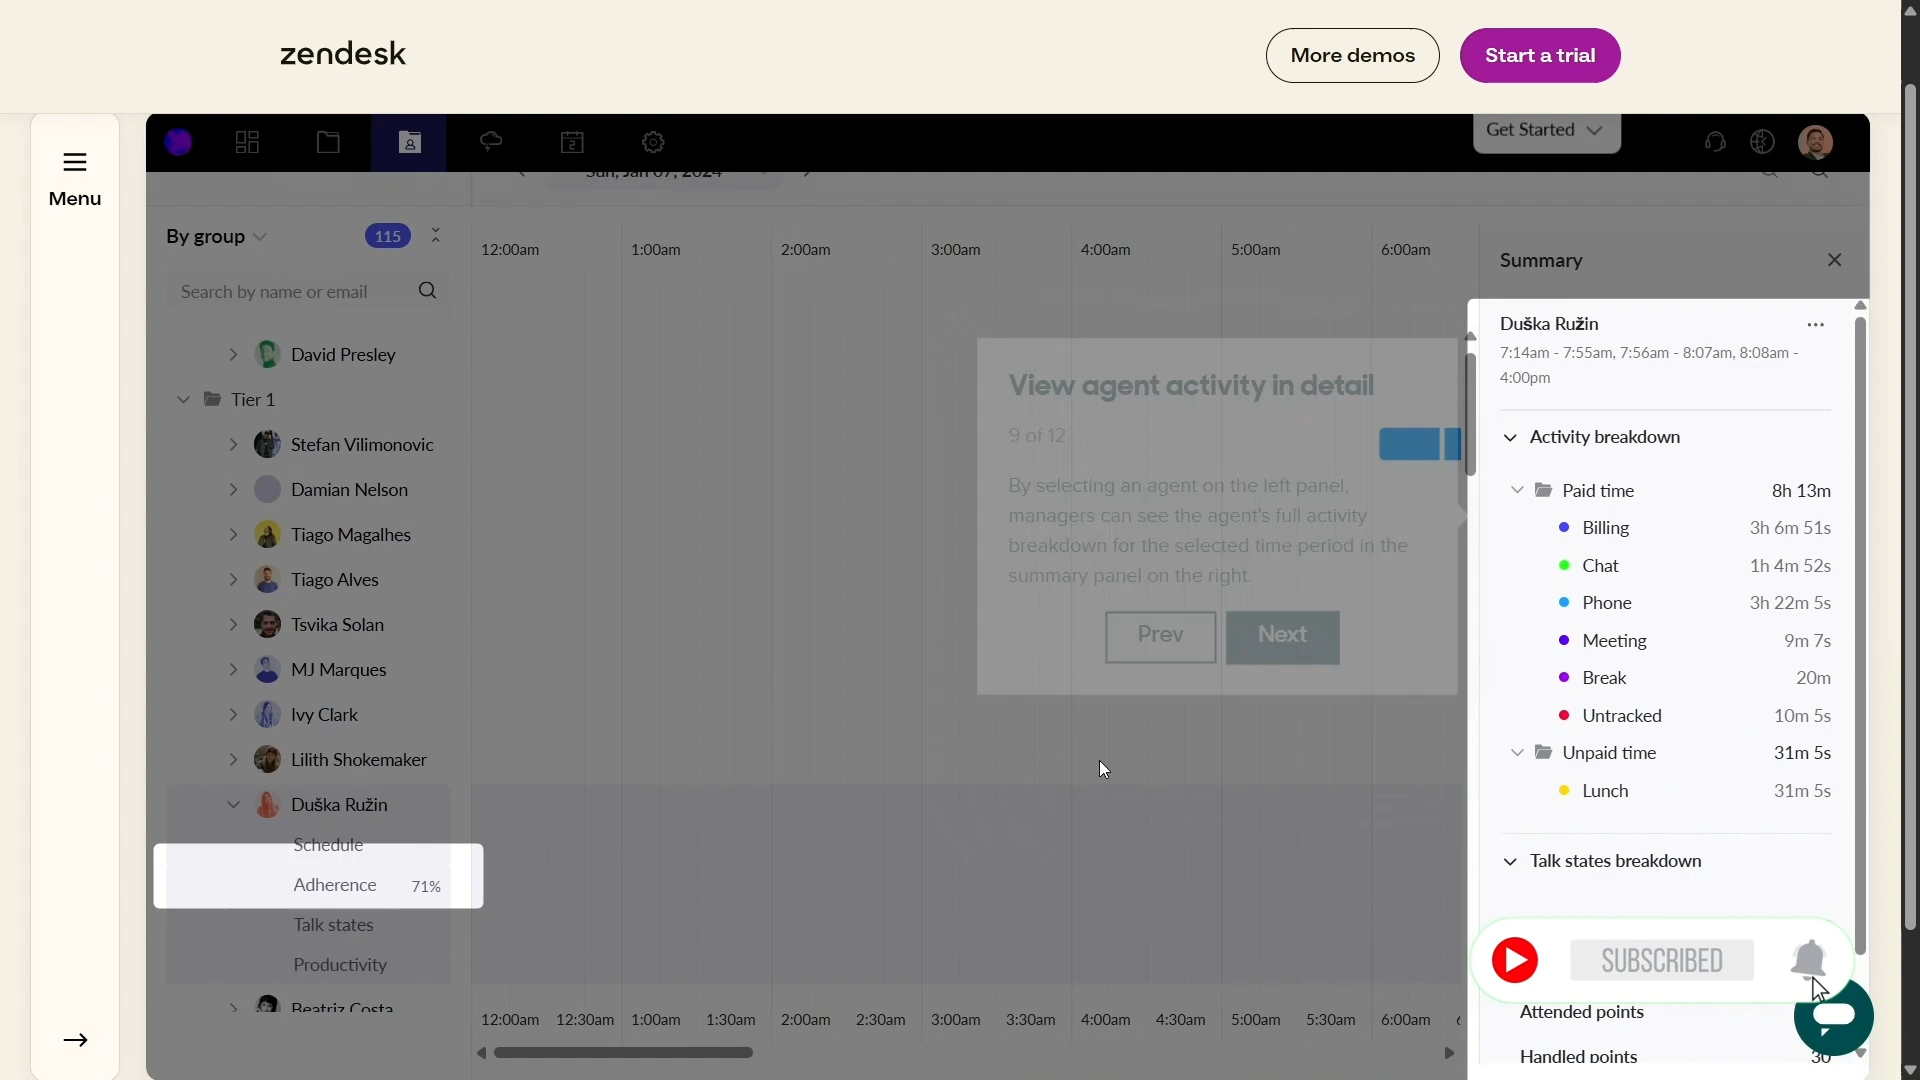 zendesk
More demos
Start a trial
Menu
Get Started
Sun, Jan 07, 2024
By group
115
12:00am 1:00am 2:00am 3:00am 4:00am 5:00am 6:00am
Summary
Search by name or email
David Presley
Tier 1
Stefan Vilimonovic
Damian Nelson
Tiago Magalhes
Tiago Alves
Tsvika Solan
MJ Marques
Ivy Clark
Lilith Shokemaker
Duška Ružin
Schedule
Adherence 71%
Talk states
Productivity
Beatriz Costa
View agent activity in detail
9 of 12
By selecting an agent on the left panel,
managers can see the agent's full activity
breakdown for the selected time period in the
summary panel on the right.
Prev
Next
Duška Ružin
7:14am - 7:55am, 7:56am - 8:07am, 8:08am -
4:00pm
Activity breakdown
Paid time 8h 13m
Billing 3h 6m 51s
Chat 1h 4m 52s
Phone 3h 22m 5s
Meeting 9m 7s
Break 20m
Untracked 10m 5s
Unpaid time 31m 5s
Lunch 31m 5s
Talk states breakdown
SUBSCRIBED
Attended points
Handled points 30
12:00am 12:30am 1:00am 1:30am 2:00am 2:30am 3:00am 3:30am 4:00am 4:30am 5:00am 5:30am 6:00am